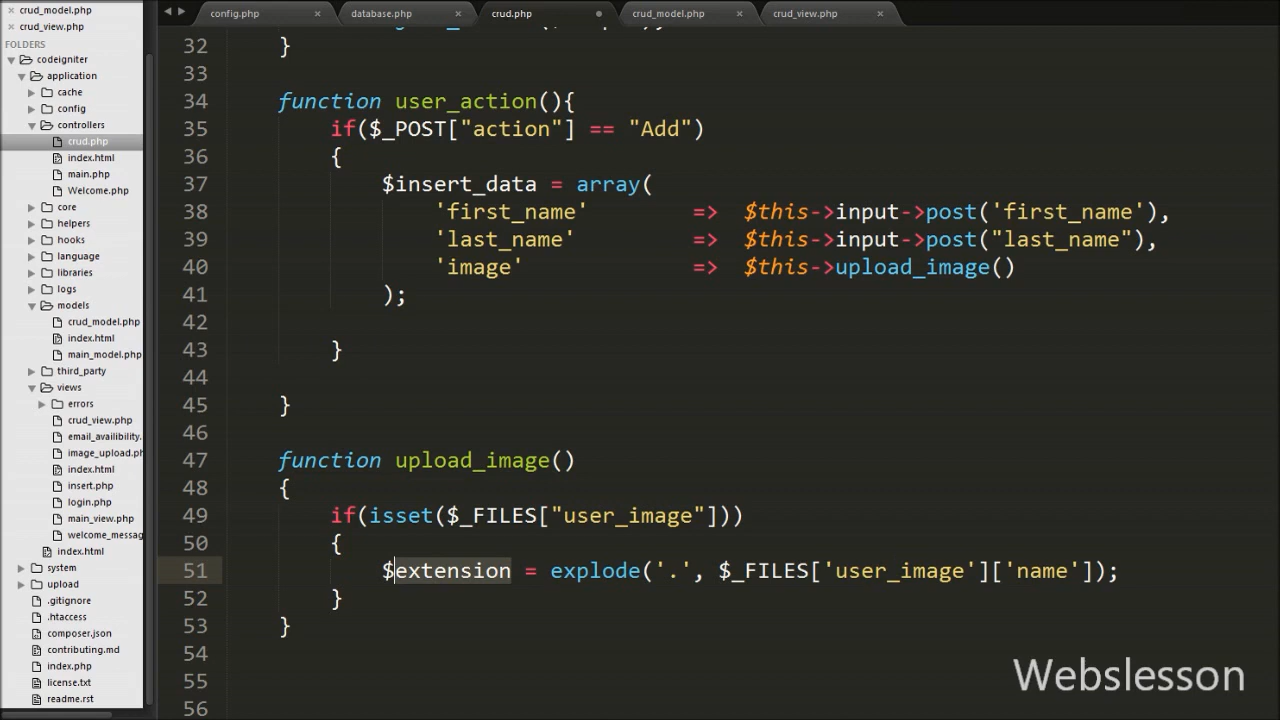 crud_model.php
crud_view.php
FOLDERS
codeigniter
application
cache
config
controllers
crud.php
index.html
main.php
Welcome.php
core
helpers
hooks
language
libraries
logs
models
crud_model.php
index.html
main_model.php
third_party
views
errors
crud_view.php
email_availibility.
image_upload.ph
index.html
insert.php
login.php
main_view.php
welcome_messag
index.html
system
upload
.gitignore
.htaccess
composer.json
contributing.md
index.php
license.txt
readme.rst
config.php
database.php
crud.php
crud_model.php
crud_view.php
32 }
33
34 function user_action(){
35 if($_POST["action"] == "Add")
36 {
37 $insert_data = array(
38 'first_name' => $this->input->post('first_name'),
39 'last_name' => $this->input->post("last_name"),
40 'image' => $this->upload_image()
41 );
42
43 }
44
45 }
46
47 function upload_image()
48 {
49 if(isset($_FILES["user_image"]))
50 {
51 $extension = explode('.', $_FILES['user_image']['name']);
52 }
53 }
54
55
56
Webslesson